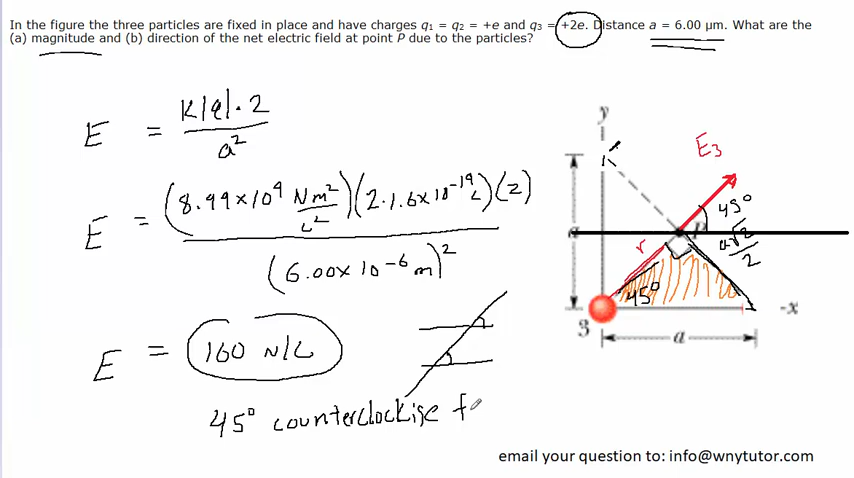 In the figure the three particles are fixed in place and have charges q₁ = q₂ = +e and q₃ = +2e. Distance a = 6.00 µm. What are the
(a) magnitude and (b) direction of the net electric field at point P due to the particles?
E = K|q|·2 / a²
E = (8.99×10⁹ Nm²/C²)(2·1.6×10⁻¹⁹C)(2) / (6.00×10⁻⁶m)²
E = 160 N/C
45° counterclockise f
y
E₃
45°
a
P
r
a√2/2
45°
3
x
a
email your question to: info@wnytutor.com